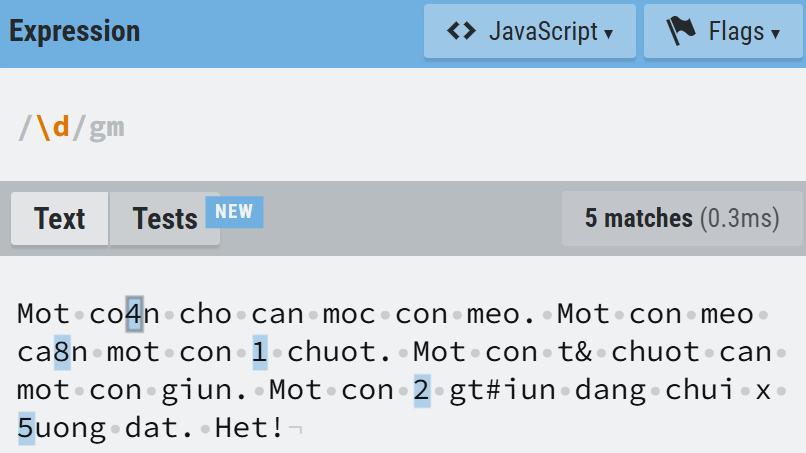 Expression
<> JavaScript ▾
Flags ▾
/\d/gm
Text
Tests
NEW
5 matches (0.3ms)
Mot co4n cho can moc con meo. Mot con meo
ca8n mot con 1 chuot. Mot con t& chuot can
mot con giun. Mot con 2 gt#iun dang chui x
5uong dat. Het!¬